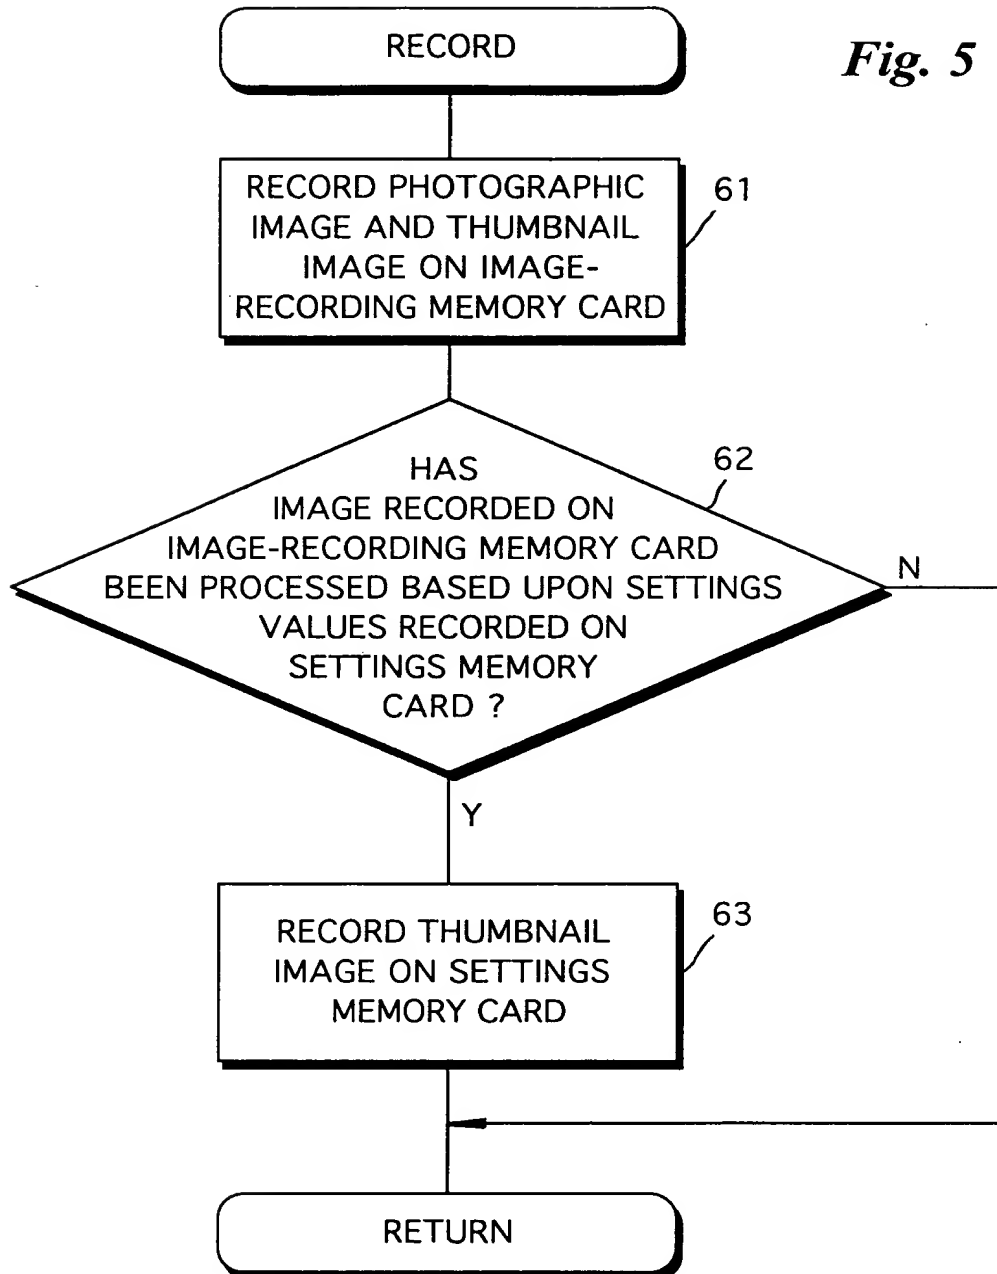 RECORD
Fig. 5
RECORD PHOTOGRAPHIC
IMAGE AND THUMBNAIL
IMAGE ON IMAGE-
RECORDING MEMORY CARD
61
HAS
IMAGE RECORDED ON
IMAGE-RECORDING MEMORY CARD
BEEN PROCESSED BASED UPON SETTINGS
VALUES RECORDED ON
SETTINGS MEMORY
CARD ?
62
N
Y
RECORD THUMBNAIL
IMAGE ON SETTINGS
MEMORY CARD
63
RETURN